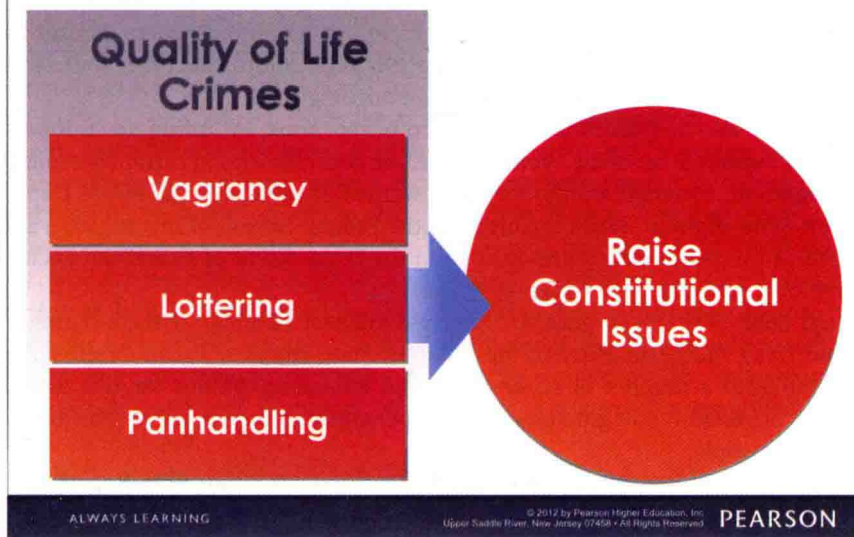 Quality of Life
Crimes
Vagrancy
Loitering
Panhandling
Raise
Constitutional
Issues
ALWAYS LEARNING
© 2012 by Pearson Higher Education, Inc
Upper Saddle River, New Jersey 07458 • All Rights Reserved
PEARSON